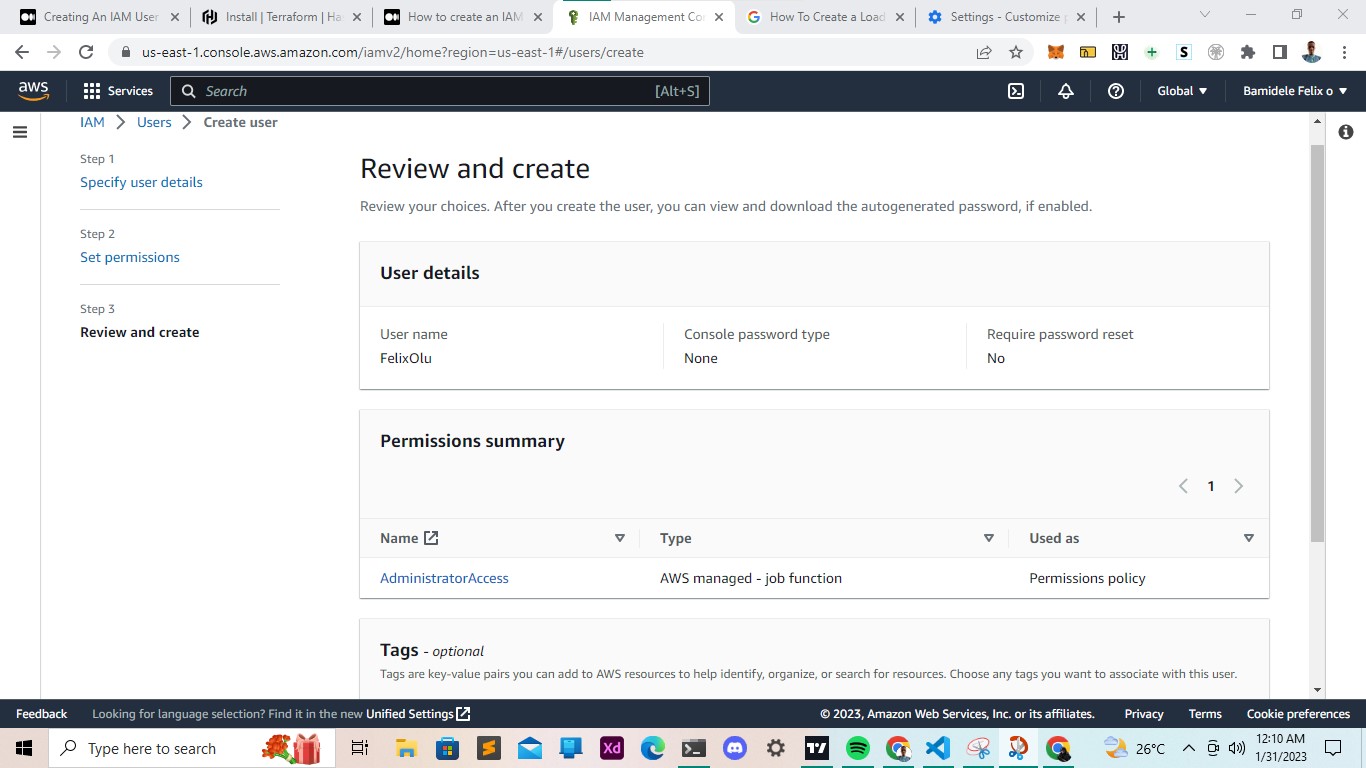 Creating An IAM User
Install | Terraform | Ha
How to create an IAM
IAM Management Co
How To Create a Load
Settings - Customize
us-east-1.console.aws.amazon.com/iamv2/home?region=us-east-1#/users/create
aws
Services
Search
[Alt+S]
Global
Bamidele Felix o
IAM
Users
Create user
Step 1
Specify user details
Step 2
Set permissions
Step 3
Review and create
Review and create
Review your choices. After you create the user, you can view and download the autogenerated password, if enabled.
User details
User name
FelixOlu
Console password type
None
Require password reset
No
Permissions summary
1
Name
Type
Used as
AdministratorAccess
AWS managed - job function
Permissions policy
Tags - optional
Tags are key-value pairs you can add to AWS resources to help identify, organize, or search for resources. Choose any tags you want to associate with this user.
Feedback
Looking for language selection? Find it in the new Unified Settings
© 2023, Amazon Web Services, Inc. or its affiliates.
Privacy
Terms
Cookie preferences
Type here to search
Xd
26°C
12:10 AM
1/31/2023